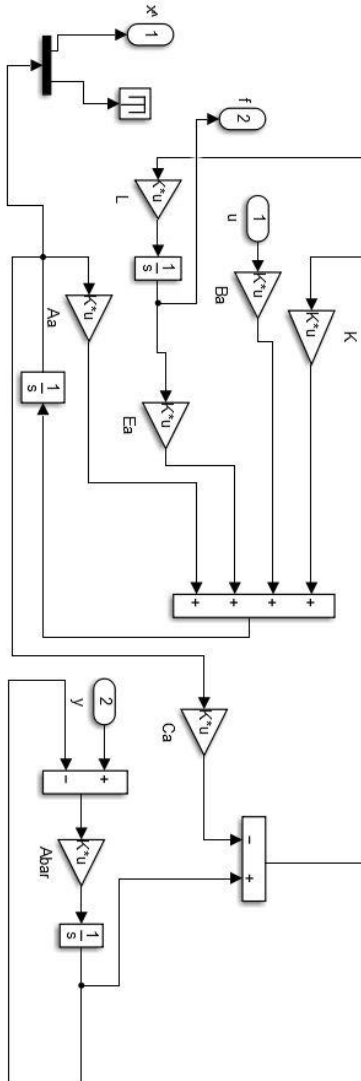 K
K*u
1
u
K*u
Ba
f
2
K*u
L
1
s
K*u
Ea
x^
1
K*u
Aa
1
s
+
+
+
+
K*u
Ca
−
+
2
y
+
−
K*u
Abar
1
s